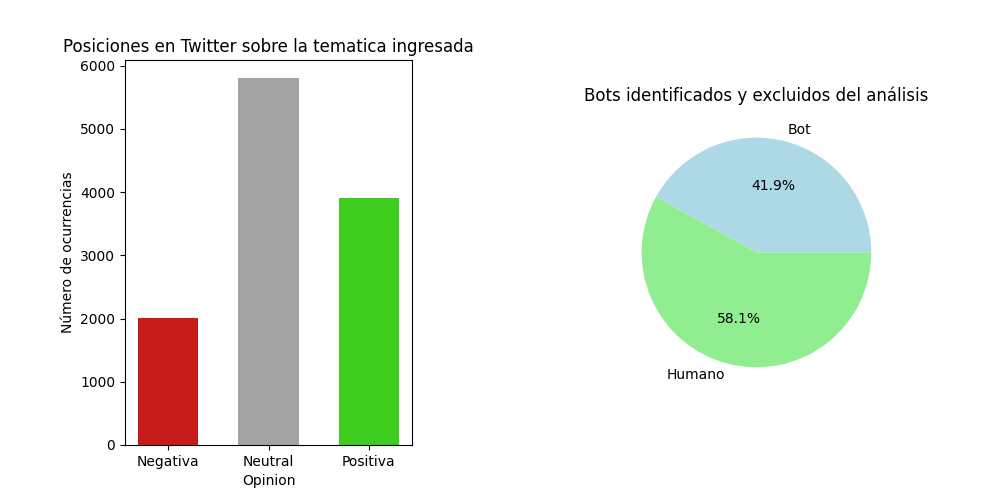 Posiciones en Twitter sobre la tematica ingresada
Número de ocurrencias
6000
5000
4000
3000
2000
1000
0
Negativa
Neutral
Positiva
Opinion
Bots identificados y excluidos del análisis
Bot
41.9%
58.1%
Humano